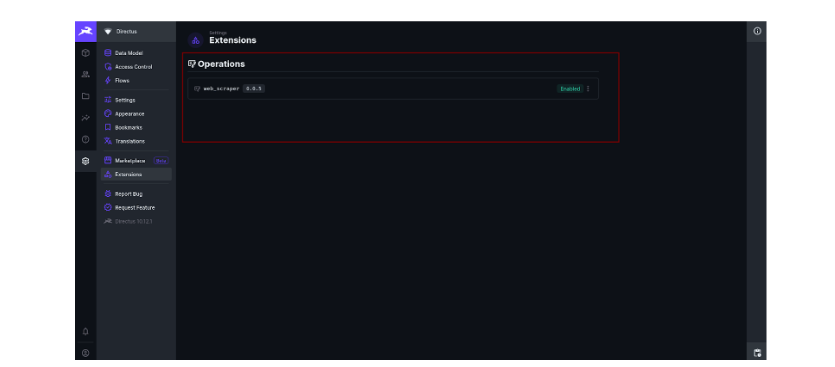 Directus
Settings
Extensions
Data Model
Access Control
Flows
Settings
Appearance
Bookmarks
Translations
Marketplace Beta
Extensions
Report Bug
Request Feature
Directus 10.12.1
Operations
web_scraper 0.0.5
Enabled